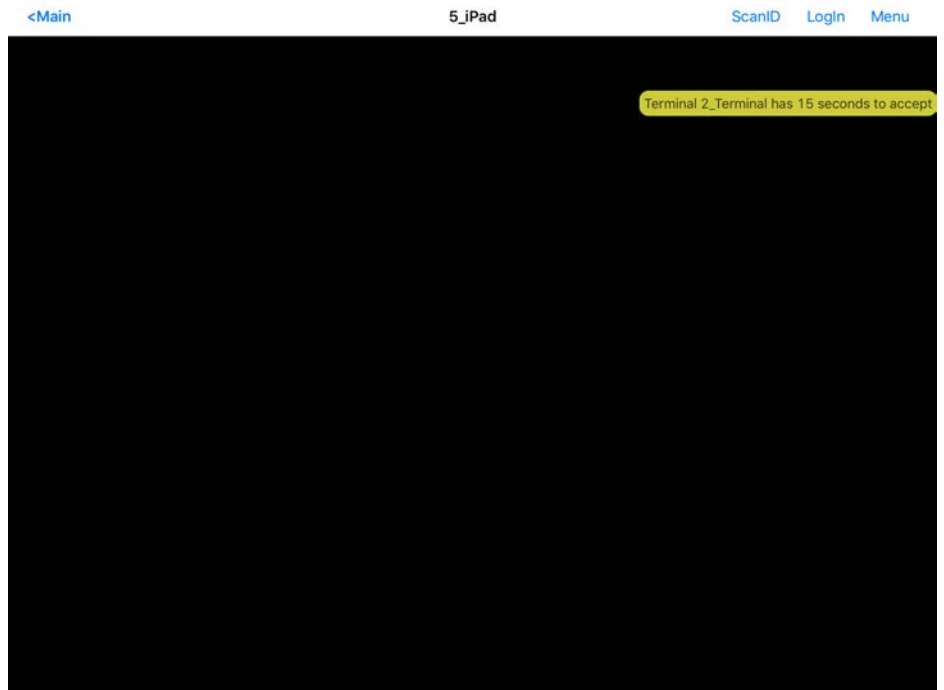 <Main 5_iPad ScanID LogIn Menu
Terminal 2_Terminal has 15 seconds to accept